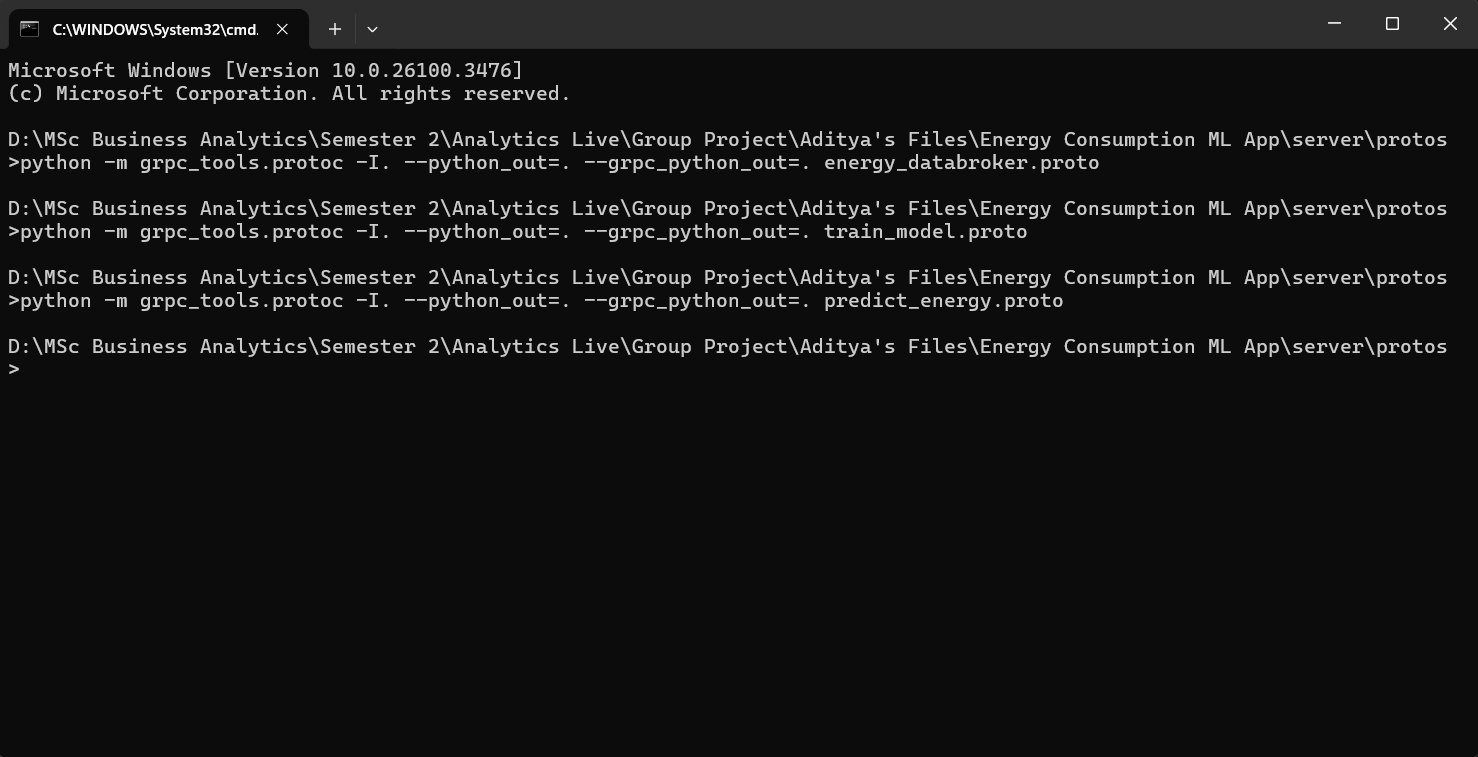 C:\WINDOWS\System32\cmd.
Microsoft Windows [Version 10.0.26100.3476]
(c) Microsoft Corporation. All rights reserved.
D:\MSc Business Analytics\Semester 2\Analytics Live\Group Project\Aditya's Files\Energy Consumption ML App\server\protos
>python -m grpc_tools.protoc -I. --python_out=. --grpc_python_out=. energy_databroker.proto
D:\MSc Business Analytics\Semester 2\Analytics Live\Group Project\Aditya's Files\Energy Consumption ML App\server\protos
>python -m grpc_tools.protoc -I. --python_out=. --grpc_python_out=. train_model.proto
D:\MSc Business Analytics\Semester 2\Analytics Live\Group Project\Aditya's Files\Energy Consumption ML App\server\protos
>python -m grpc_tools.protoc -I. --python_out=. --grpc_python_out=. predict_energy.proto
D:\MSc Business Analytics\Semester 2\Analytics Live\Group Project\Aditya's Files\Energy Consumption ML App\server\protos
>